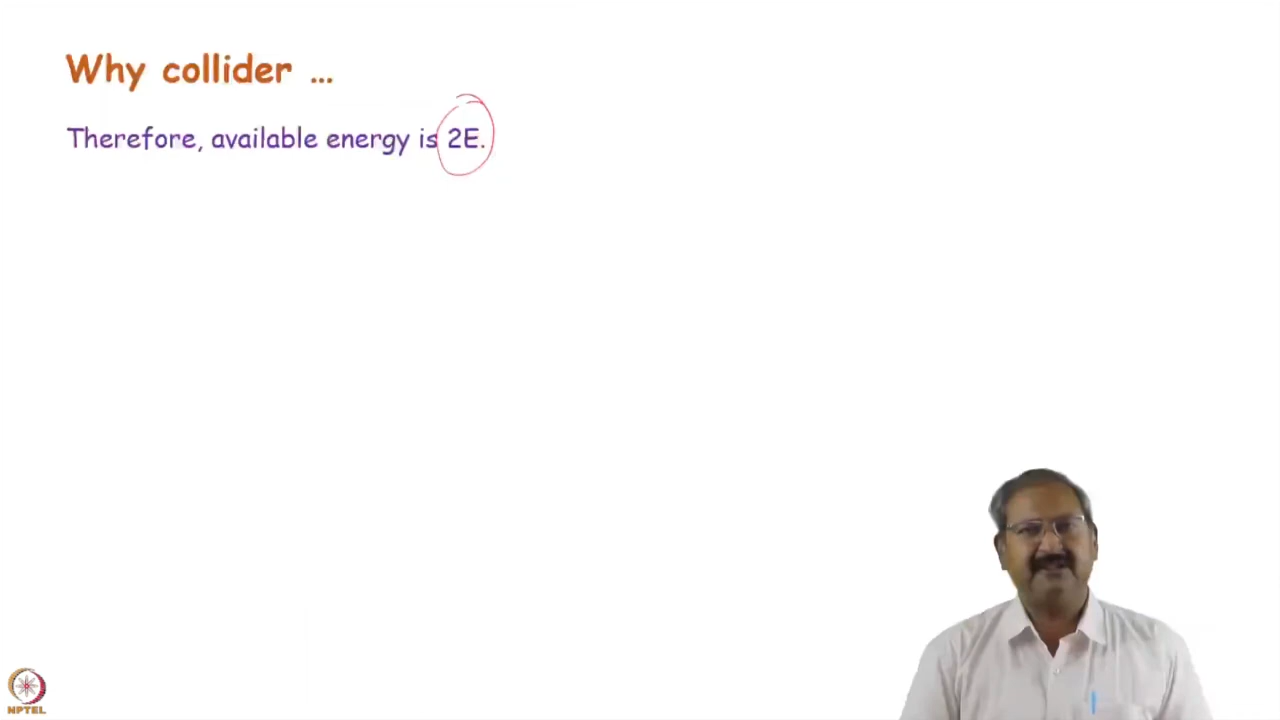 Why collider ...
Therefore, available energy is 2E.
NPTEL